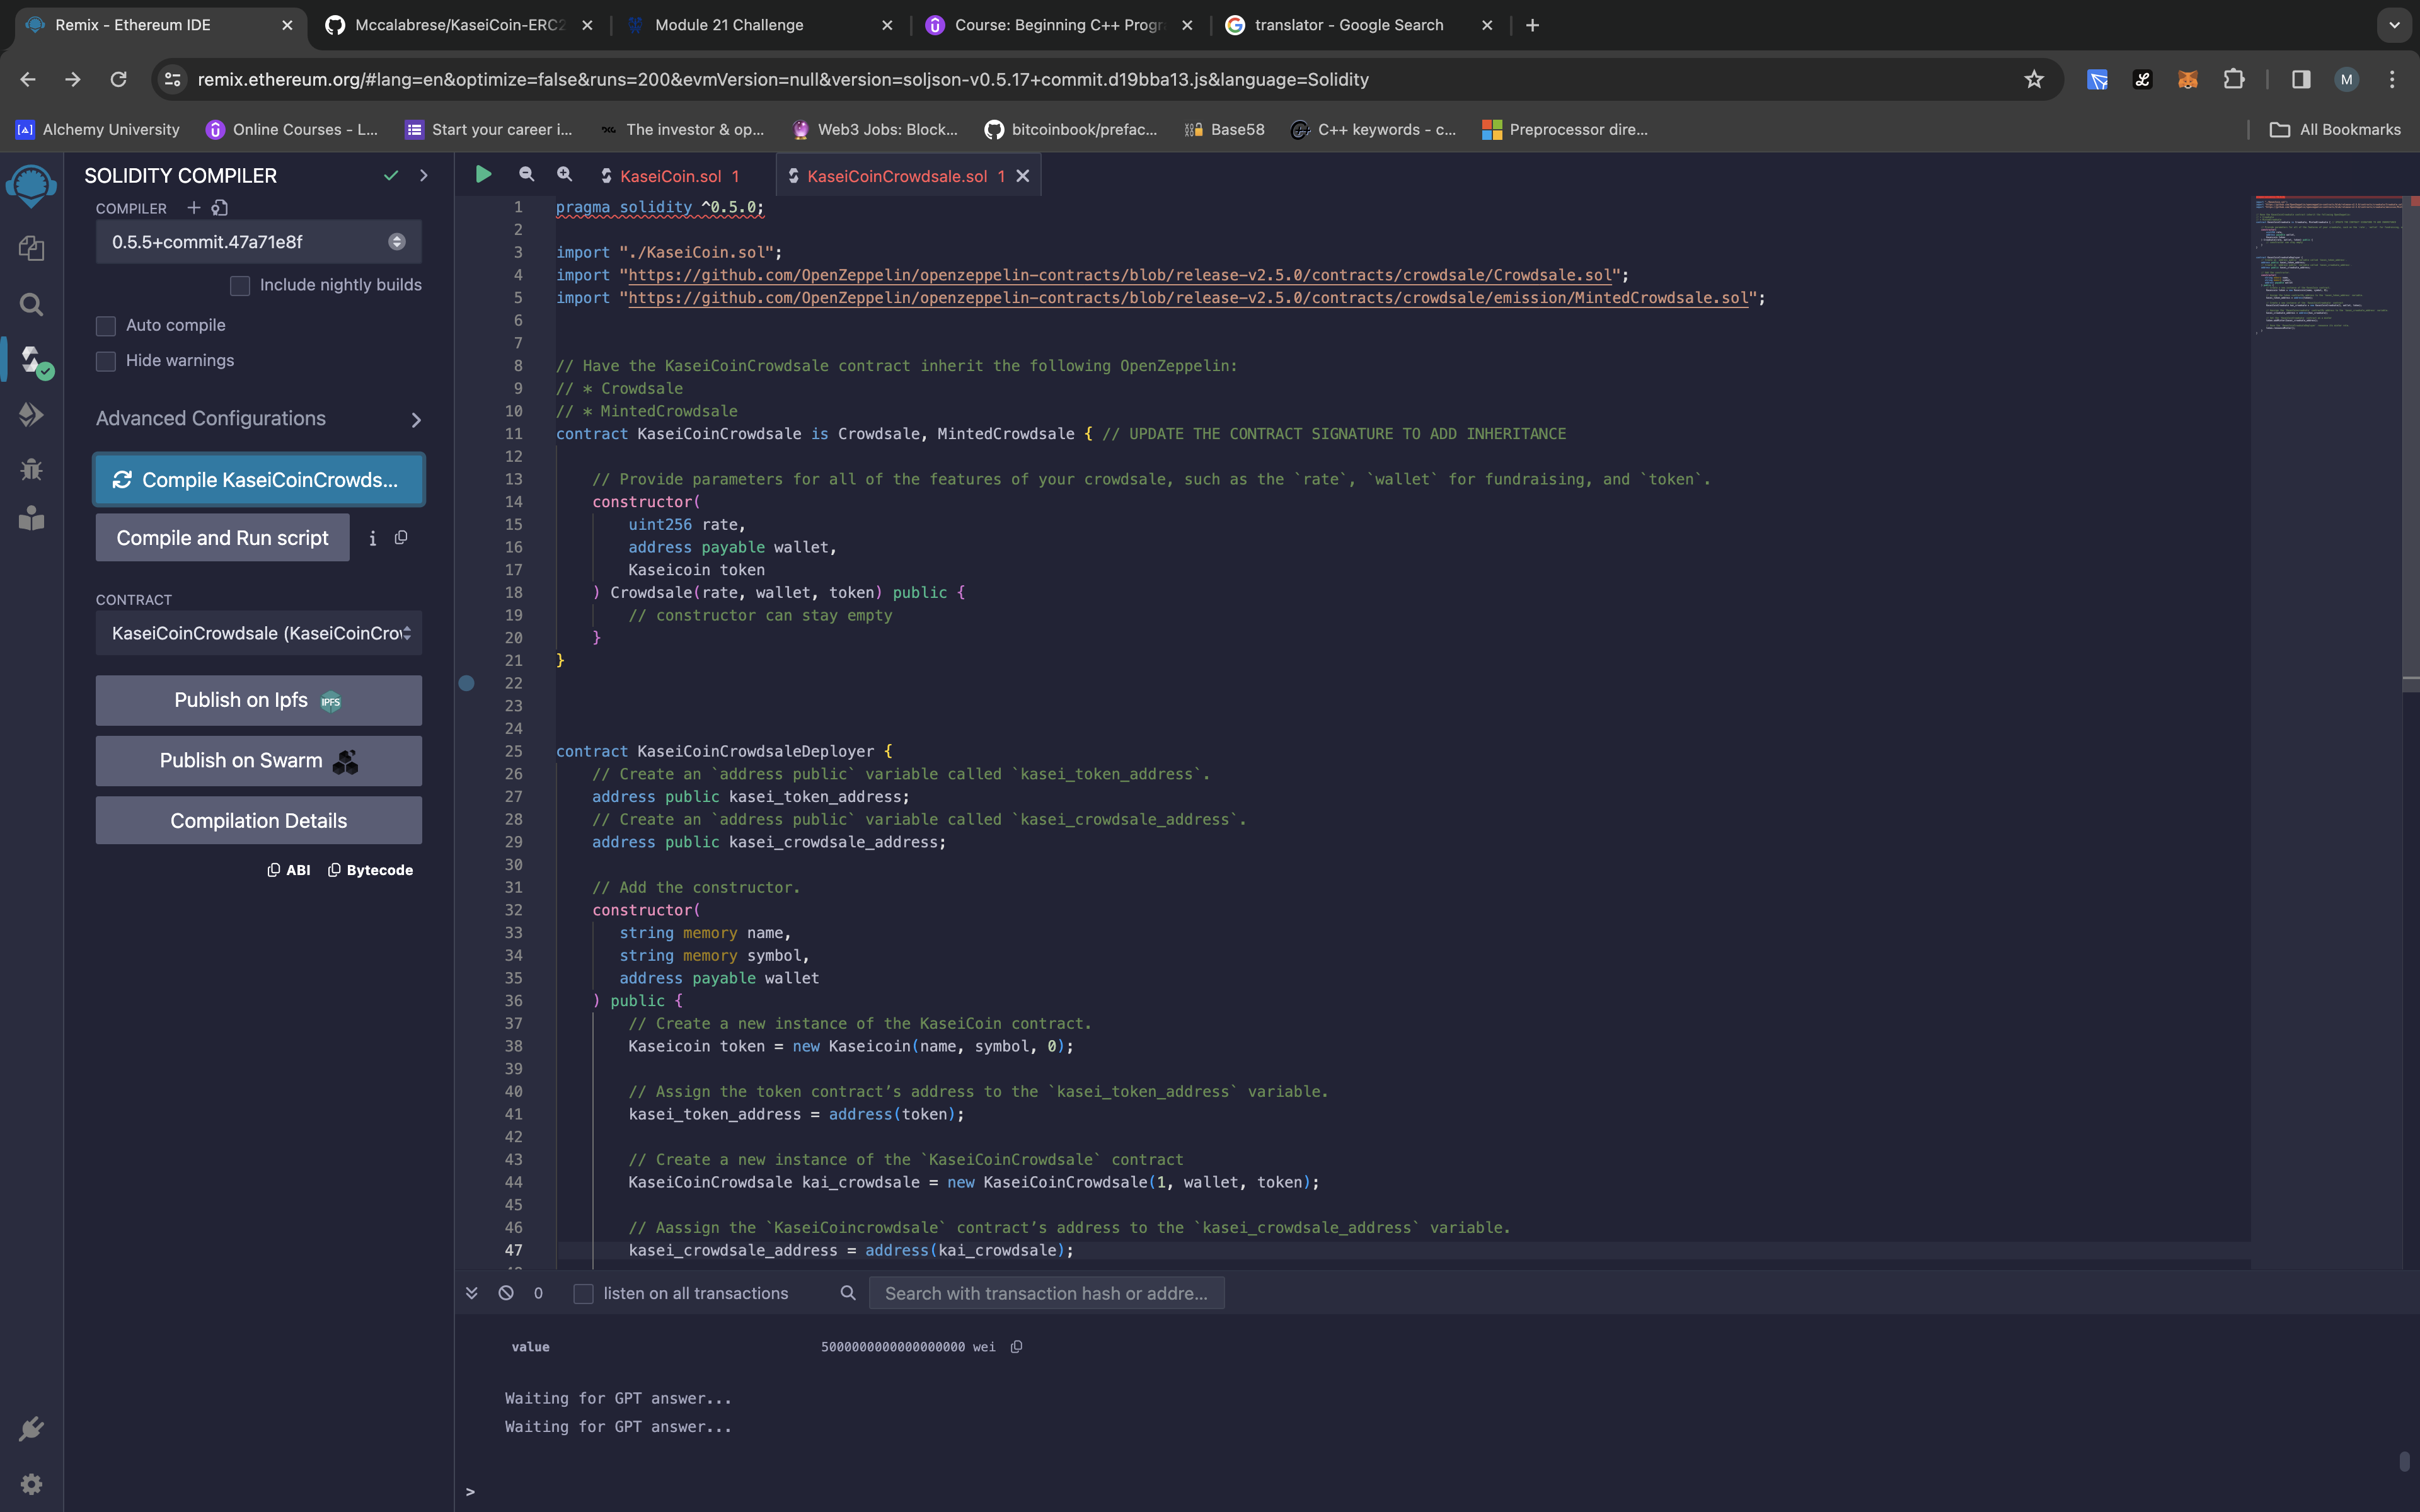 Remix - Ethereum IDE
Mccalabrese/KaseiCoin-ERC2
Module 21 Challenge
Course: Beginning C++ Progr
translator - Google Search
remix.ethereum.org/#lang=en&optimize=false&runs=200&evmVersion=null&version=soljson-v0.5.17+commit.d19bba13.js&language=Solidity
M
Alchemy University
Online Courses - L...
Start your career i...
The investor & op...
Web3 Jobs: Block...
bitcoinbook/prefac...
Base58
C++ keywords - c...
Preprocessor dire...
All Bookmarks
SOLIDITY COMPILER
COMPILER
0.5.5+commit.47a71e8f
Include nightly builds
Auto compile
Hide warnings
Advanced Configurations
Compile KaseiCoinCrowds...
Compile and Run script
CONTRACT
KaseiCoinCrowdsale (KaseiCoinCrow
Publish on Ipfs IPFS
Publish on Swarm
Compilation Details
ABI Bytecode
KaseiCoin.sol 1
KaseiCoinCrowdsale.sol 1
1 pragma solidity ^0.5.0;
2
3 import "./KaseiCoin.sol";
4 import "https://github.com/OpenZeppelin/openzeppelin-contracts/blob/release-v2.5.0/contracts/crowdsale/Crowdsale.sol";
5 import "https://github.com/OpenZeppelin/openzeppelin-contracts/blob/release-v2.5.0/contracts/crowdsale/emission/MintedCrowdsale.sol";
6
7
8 // Have the KaseiCoinCrowdsale contract inherit the following OpenZeppelin:
9 // * Crowdsale
10 // * MintedCrowdsale
11 contract KaseiCoinCrowdsale is Crowdsale, MintedCrowdsale { // UPDATE THE CONTRACT SIGNATURE TO ADD INHERITANCE
12
13 // Provide parameters for all of the features of your crowdsale, such as the `rate`, `wallet` for fundraising, and `token`.
14 constructor(
15 uint256 rate,
16 address payable wallet,
17 Kaseicoin token
18 ) Crowdsale(rate, wallet, token) public {
19 // constructor can stay empty
20 }
21 }
22
23
24
25 contract KaseiCoinCrowdsaleDeployer {
26 // Create an `address public` variable called `kasei_token_address`.
27 address public kasei_token_address;
28 // Create an `address public` variable called `kasei_crowdsale_address`.
29 address public kasei_crowdsale_address;
30
31 // Add the constructor.
32 constructor(
33 string memory name,
34 string memory symbol,
35 address payable wallet
36 ) public {
37 // Create a new instance of the KaseiCoin contract.
38 Kaseicoin token = new Kaseicoin(name, symbol, 0);
39
40 // Assign the token contract’s address to the `kasei_token_address` variable.
41 kasei_token_address = address(token);
42
43 // Create a new instance of the `KaseiCoinCrowdsale` contract
44 KaseiCoinCrowdsale kai_crowdsale = new KaseiCoinCrowdsale(1, wallet, token);
45
46 // Aassign the `KaseiCoincrowdsale` contract’s address to the `kasei_crowdsale_address` variable.
47 kasei_crowdsale_address = address(kai_crowdsale);
0
listen on all transactions
Search with transaction hash or addre...
value 5000000000000000000 wei
Waiting for GPT answer...
Waiting for GPT answer...
>